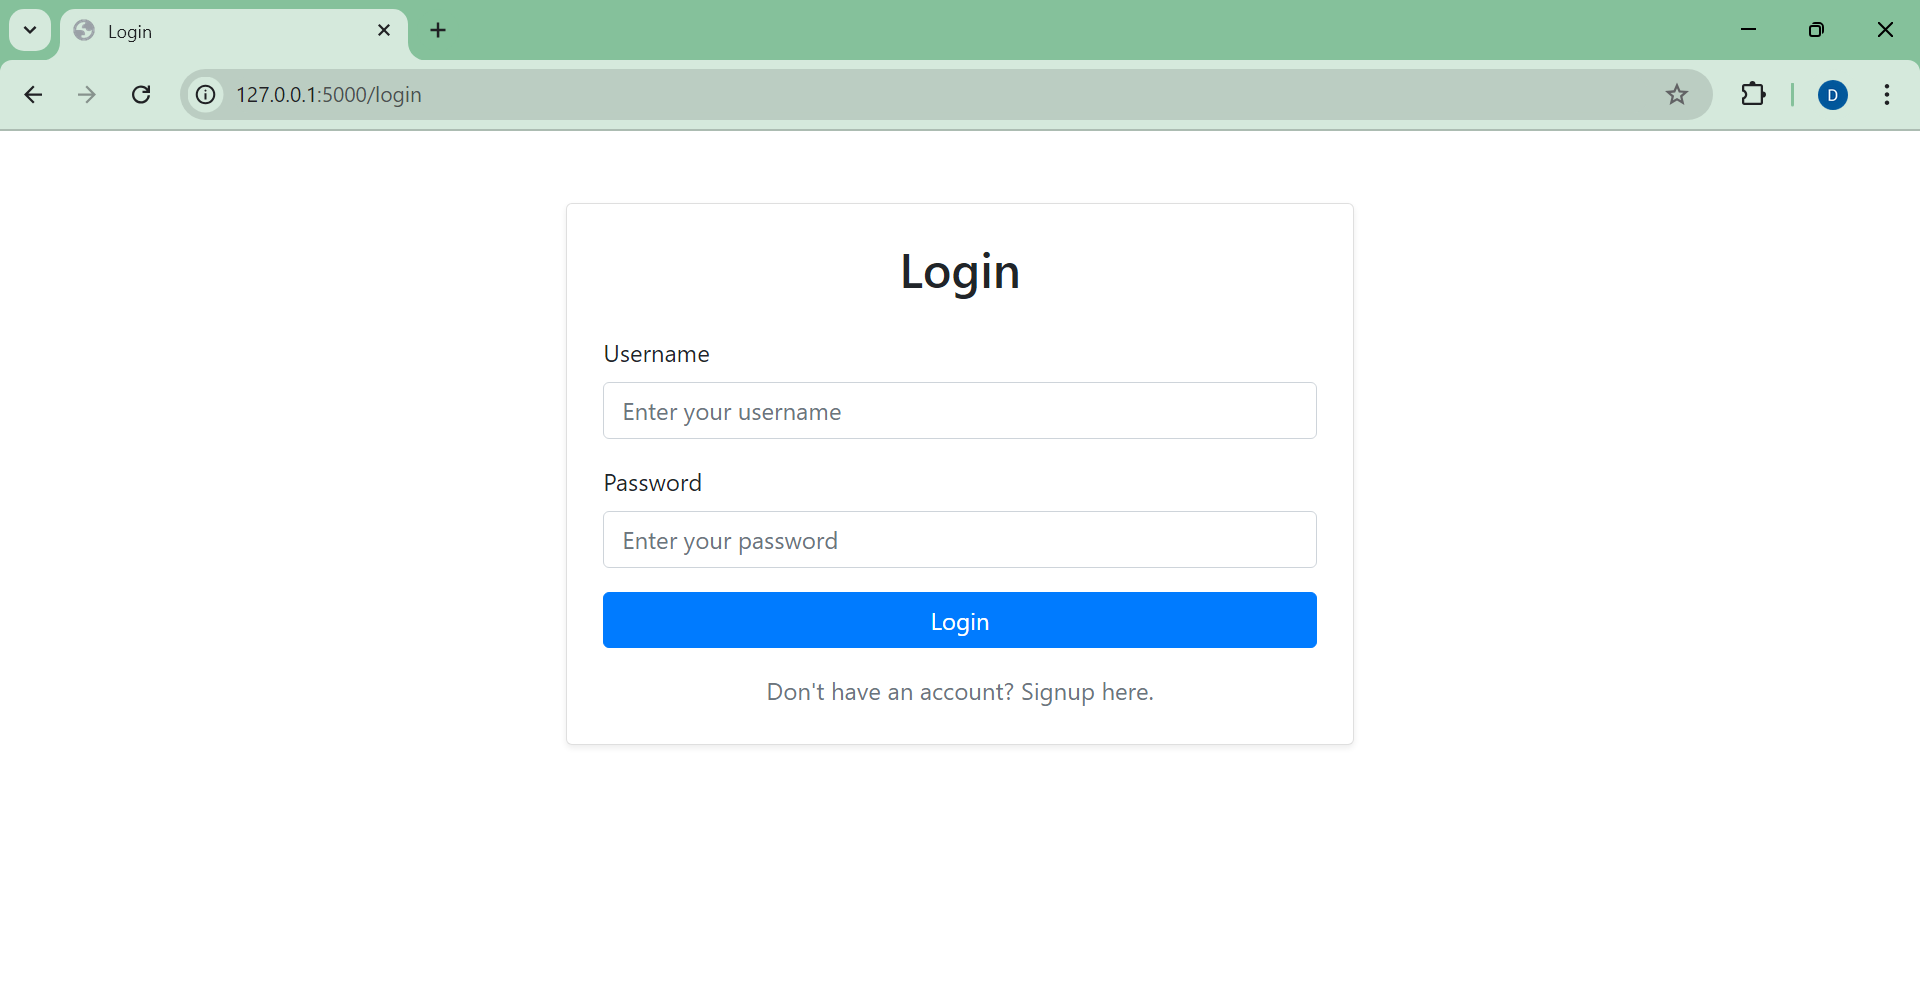 Login
127.0.0.1:5000/login
D
Login
Username
Enter your username
Password
Enter your password
Login
Don't have an account? Signup here.